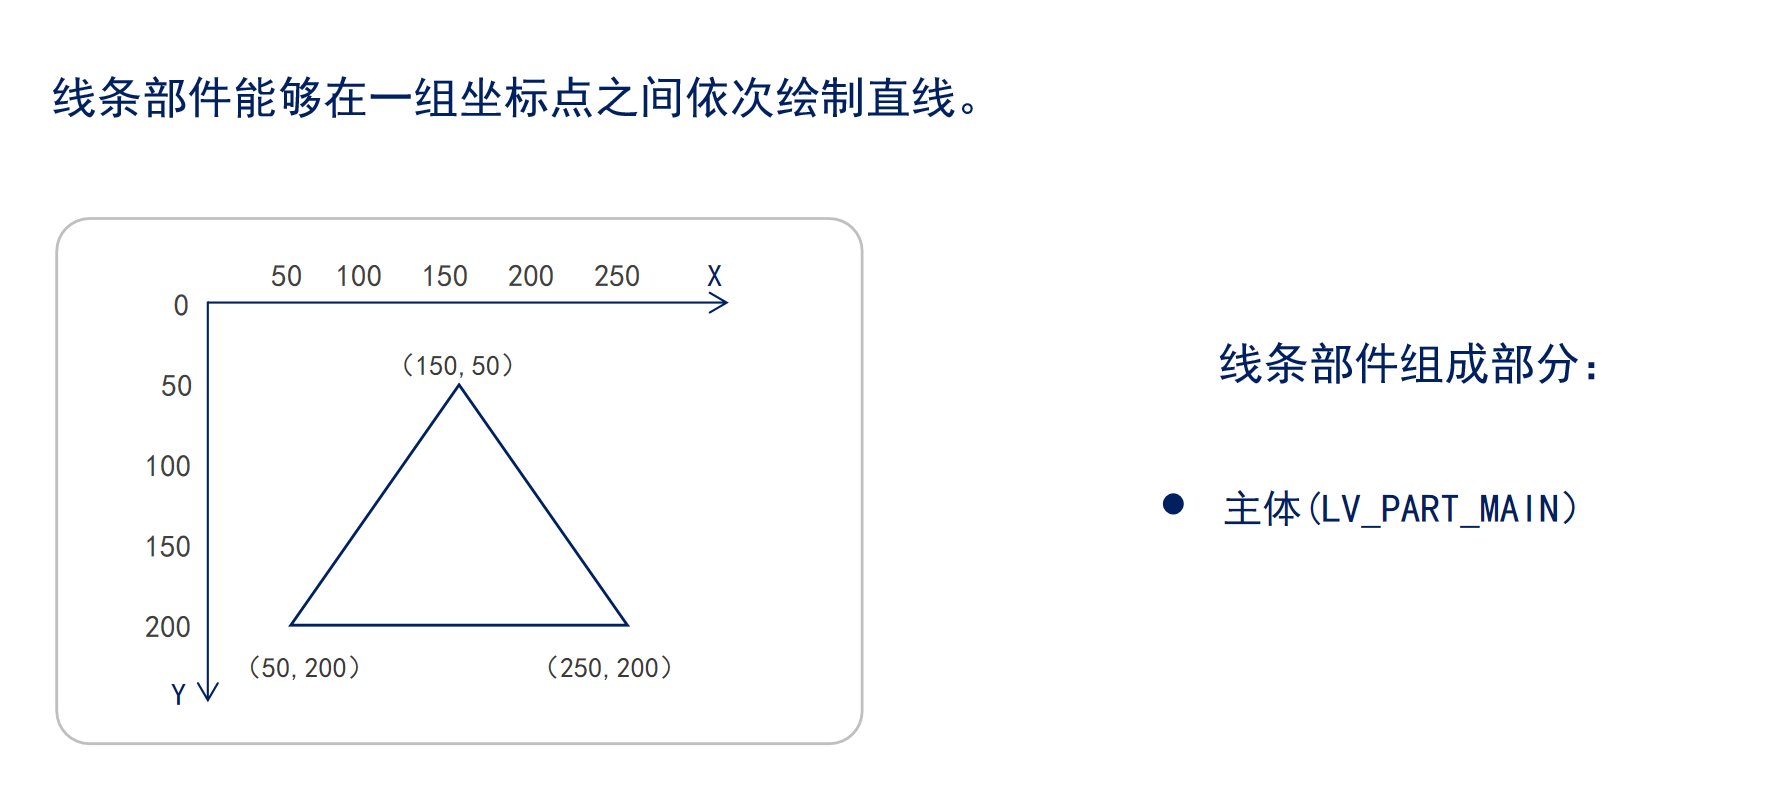 线条部件能够在一组坐标点之间依次绘制直线。
50 100 150 200 250 X
0
(150,50)
50
100
150
200
(50,200) (250,200)
Y
线条部件组成部分：
● 主体(LV_PART_MAIN)